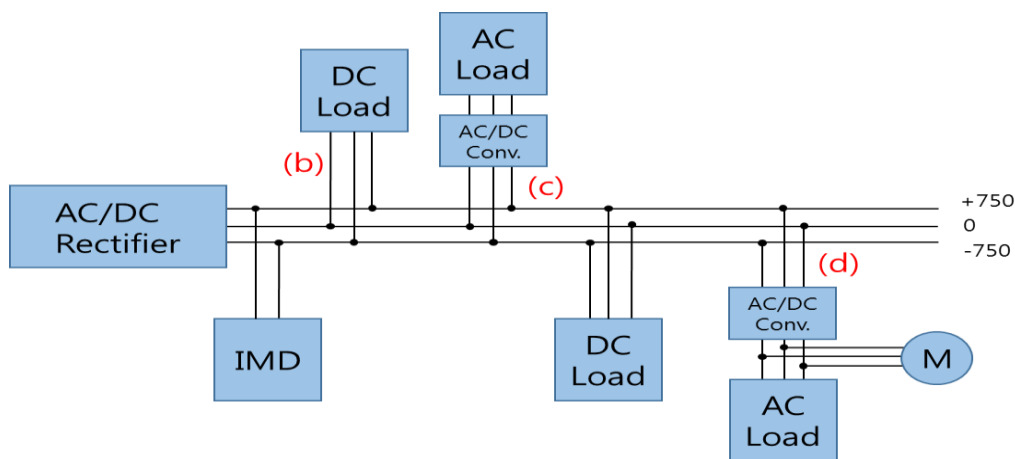 AC
Load
DC
Load
AC/DC
Conv.
(b)
(c)
AC/DC
Rectifier
+750
0
-750
(d)
AC/DC
Conv.
IMD
DC
Load
M
AC
Load